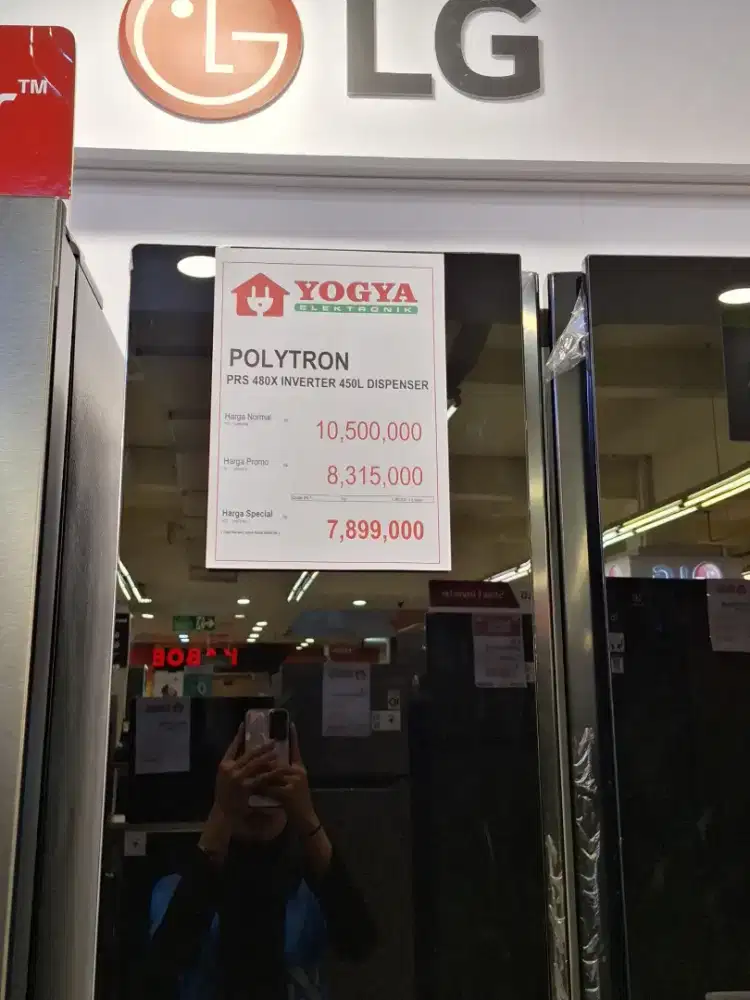 LG
TM
YOGYA
ELEKTRONIK
POLYTRON
PRS 480X INVERTER 450L DISPENSER
Harga Normal
10,500,000
Harga Promo
8,315,000
Harga Special
7,899,000